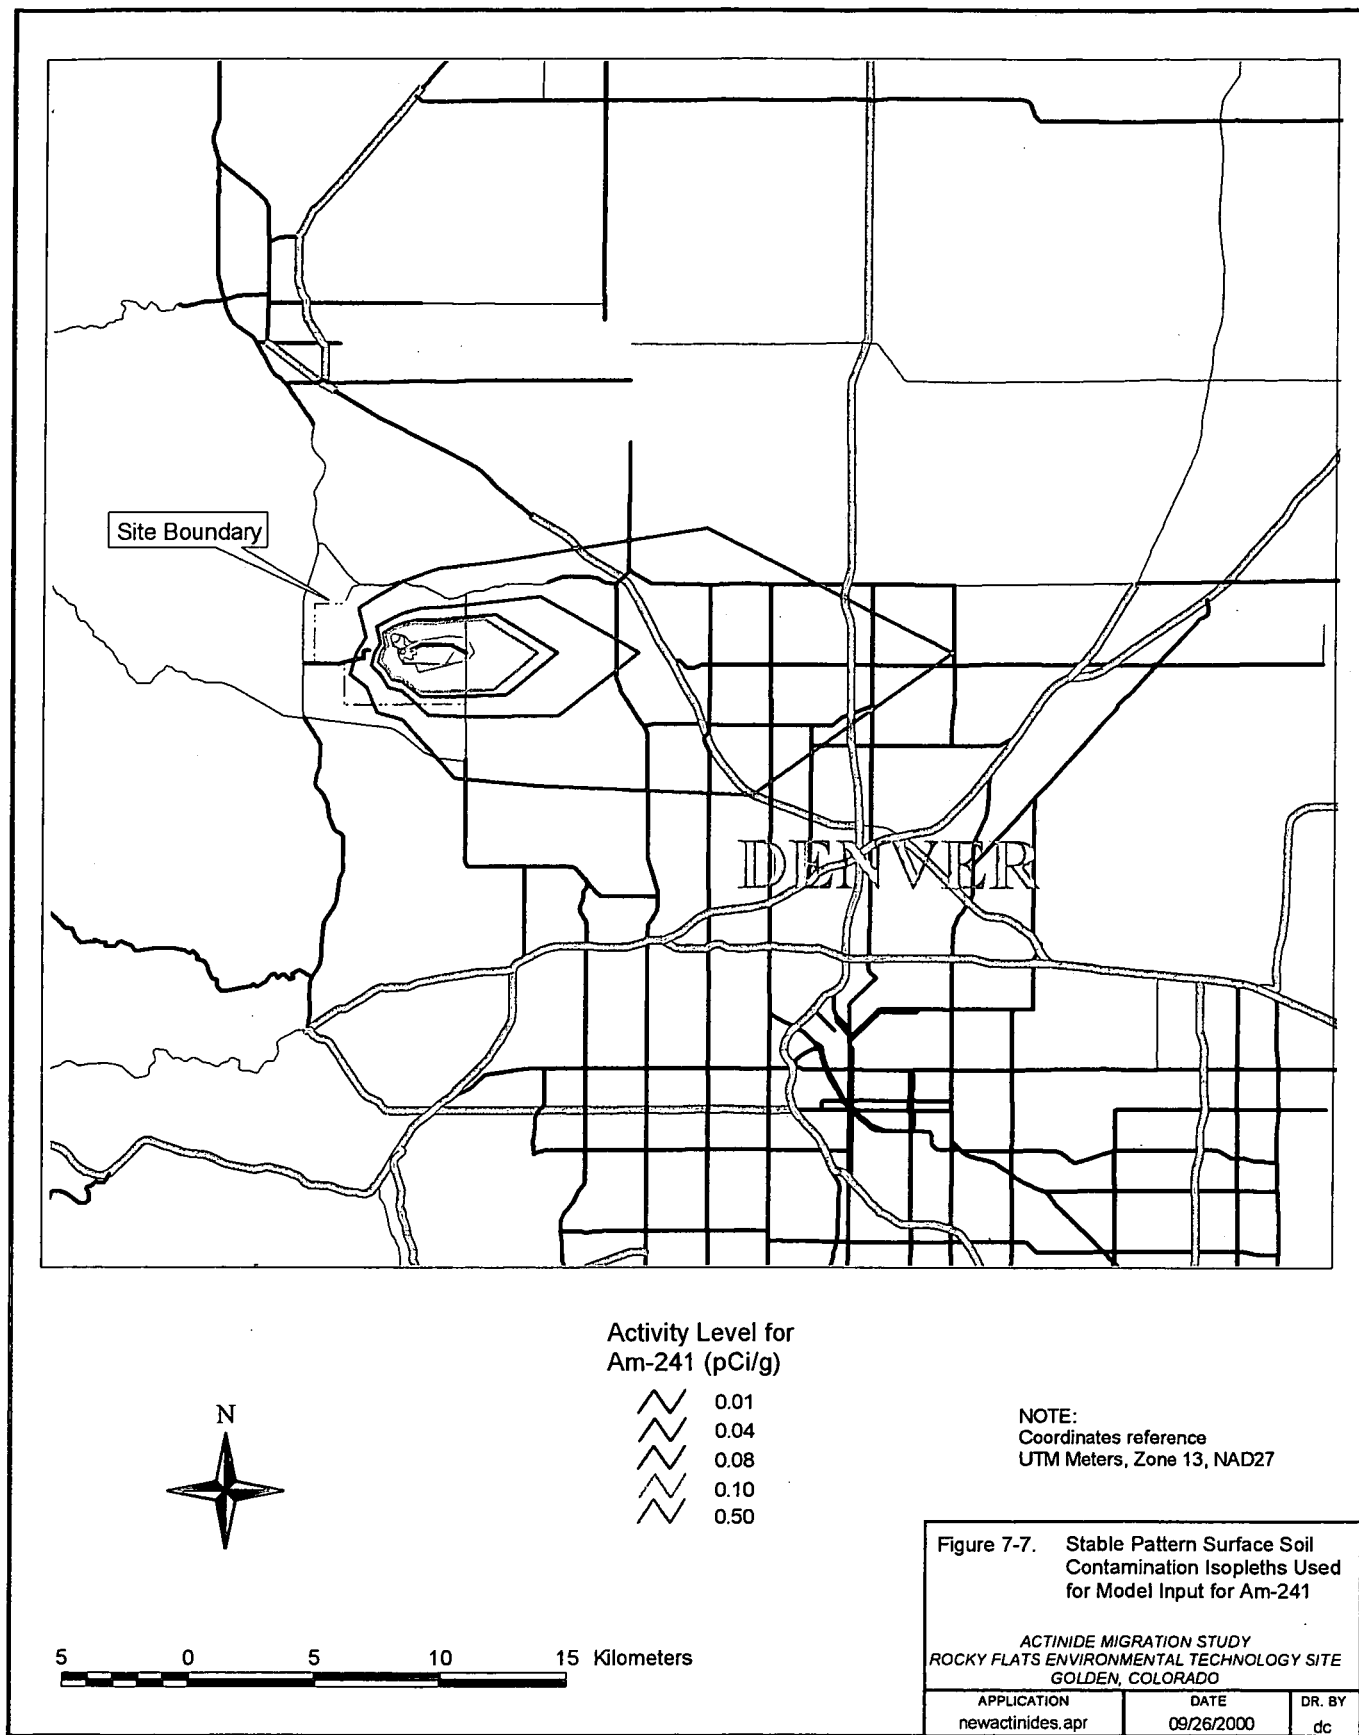 Site Boundary
DENVER
Activity Level for
Am-241 (pCi/g)
0.01
0.04
0.08
0.10
0.50
N
NOTE:
Coordinates reference
UTM Meters, Zone 13, NAD27
5 0 5 10 15 Kilometers
Figure 7-7. Stable Pattern Surface Soil
Contamination Isopleths Used
for Model Input for Am-241
ACTINIDE MIGRATION STUDY
ROCKY FLATS ENVIRONMENTAL TECHNOLOGY SITE
GOLDEN, COLORADO
APPLICATION DATE DR. BY
newactinides.apr 09/26/2000 dc